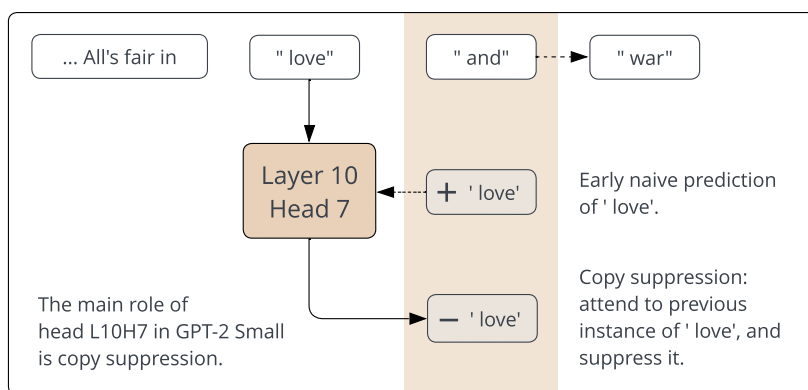 ... All's fair in
" love"
" and"
" war"
Layer 10
Head 7
+ ' love'
Early naive prediction
of ' love'.
− ' love'
Copy suppression:
attend to previous
instance of ' love', and
suppress it.
The main role of
head L10H7 in GPT-2 Small
is copy suppression.